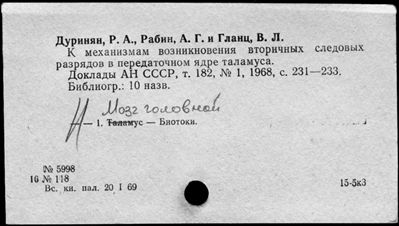 Дуринян, Р. А., Рабин, А. Г. и Гланц, В. Л.
К механизмам возникновения вторичных следовых
разрядов в передаточном ядре таламуса.
Доклады АН СССР, т. 182, № 1, 1968, с. 231—233.
Библиогр.: 10 назв.
Мозг головной
— 1. Таламус — Биотоки.
№ 5998
16 № 118
Вс. кн. пал. 20 I 69
15-5к3